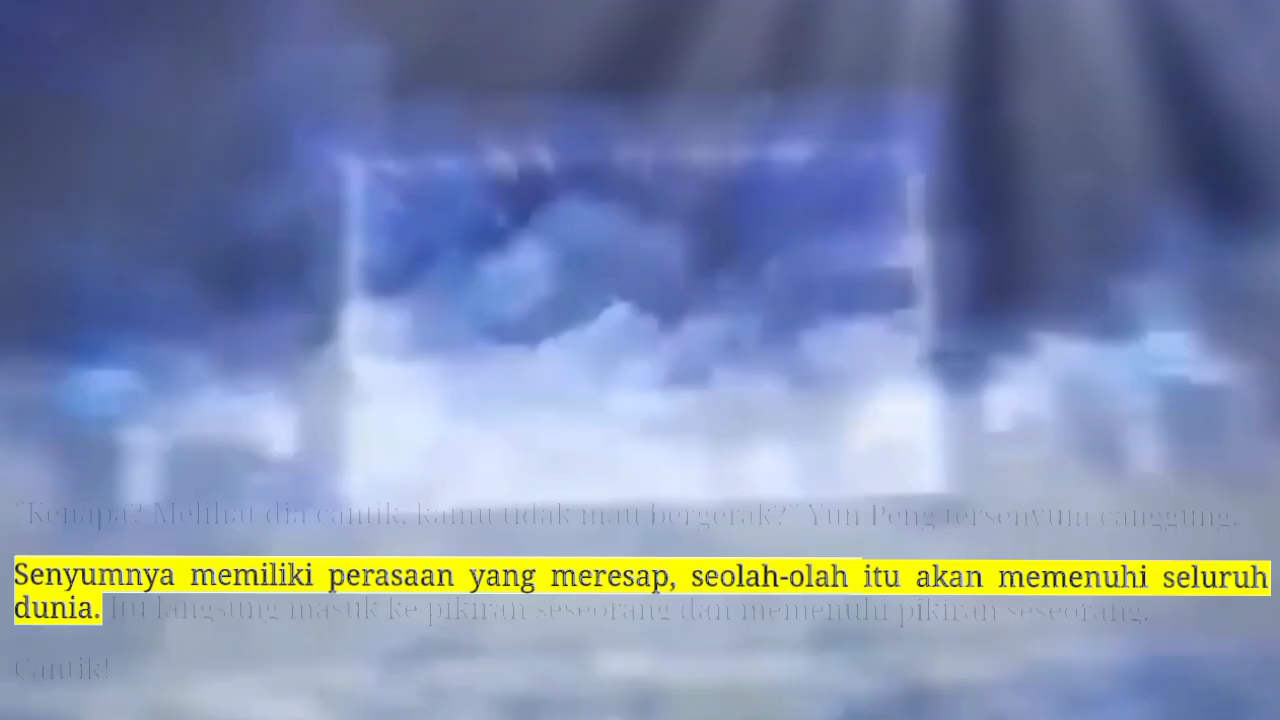 "Kenapa? Melihat dia cantik, kamu tidak mau bergerak?" Yun Peng tersenyum canggung.
Senyumnya memiliki perasaan yang meresap, seolah-olah itu akan memenuhi seluruh
dunia. Itu langsung masuk ke pikiran seseorang dan memenuhi pikiran seseorang.
Cantik!